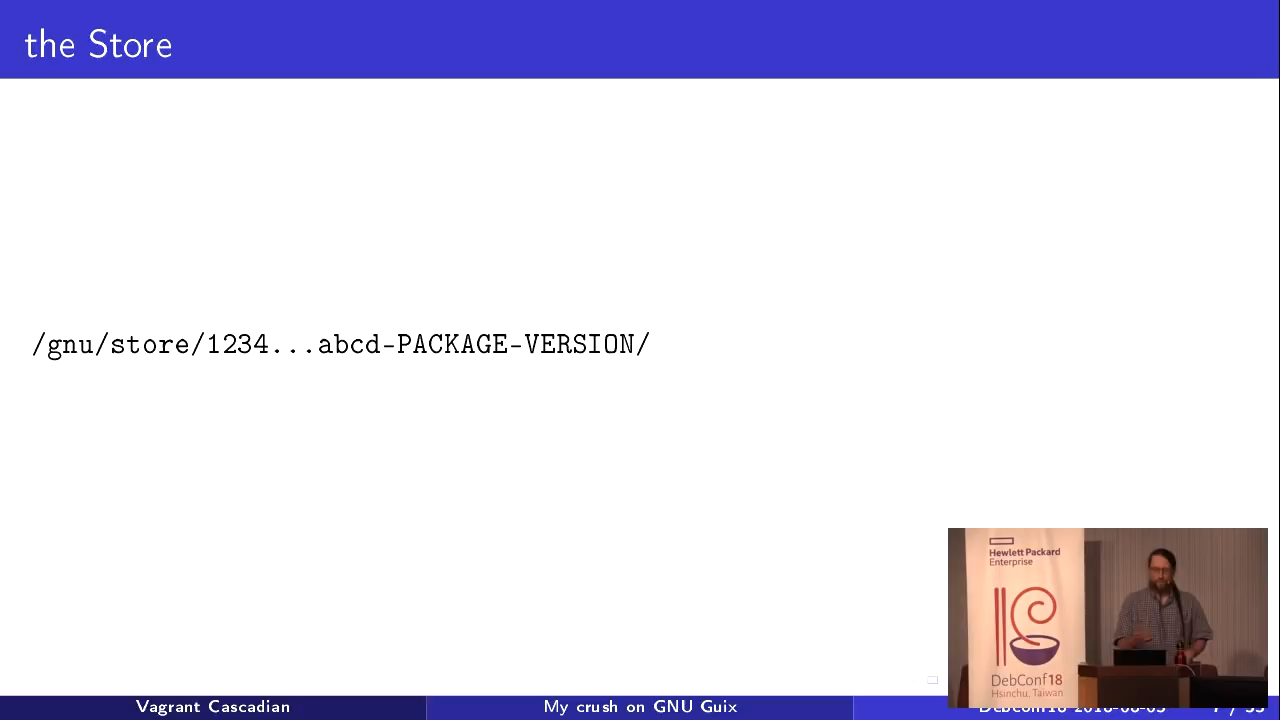 the Store
/gnu/store/1234...abcd-PACKAGE-VERSION/
Hewlett Packard
Enterprise
DebConf18
Hsinchu, Taiwan
Vagrant Cascadian
My crush on GNU Guix